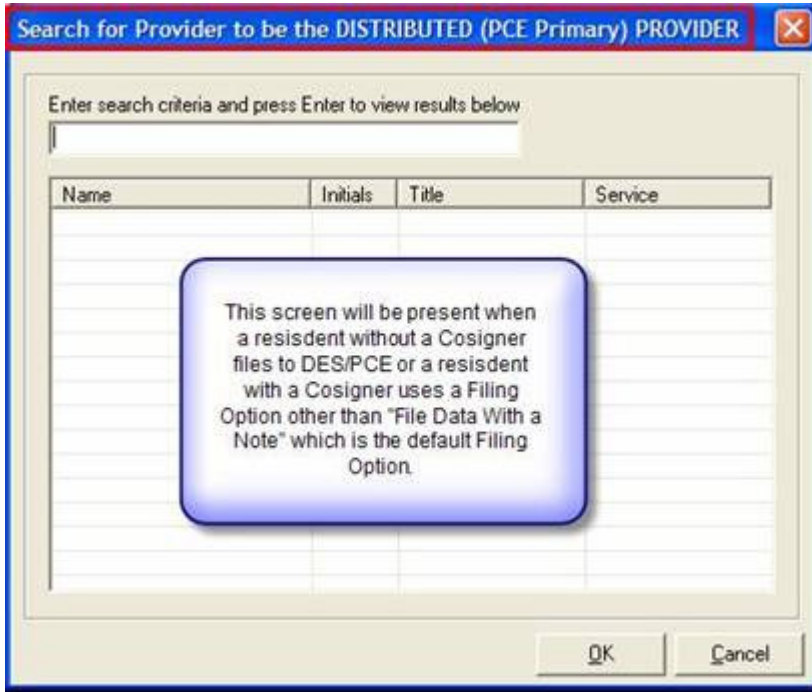 Search for Provider to be the DISTRIBUTED (PCE Primary) PROVIDER
Enter search criteria and press Enter to view results below
Name Initials Title Service
This screen will be present when
a resisdent without a Cosigner
files to DES/PCE or a resisdent
with a Cosigner uses a Filing
Option other than "File Data With a
Note" which is the default Filing
Option.
OK Cancel